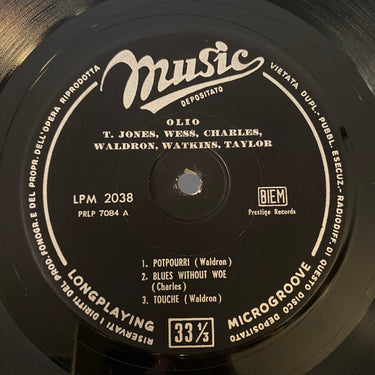 Music
DEPOSITATO
OLIO
T. JONES, WESS, CHARLES,
WALDRON, WATKINS, TAYLOR
LPM 2038
PRLP 7084 A
BIEM
Prestige Records
1. POTPOURRI (Waldron)
2. BLUES WITHOUT WOE
(Charles)
3. TOUCHE (Waldron)
LONGPLAYING
33 1/3
MICROGROOVE
RISERVATI I DIRITTI DEL PROD. FONOGR. E DEL PROPR. DELL'OPERA RIPRODOTTA
VIETATA DUPL.- PUBBL. ESECUZ.- RADIODIFF. DI QUESTO DISCO DEPOSITATO